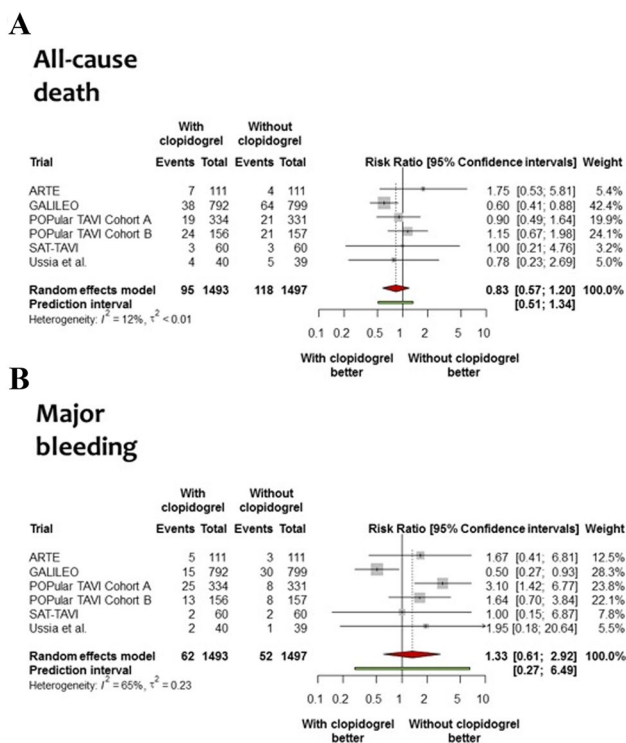 A
All-cause
death
With clopidogrel Without clopidogrel
Trial Events Total Events Total Risk Ratio [95% Confidence intervals] Weight
ARTE 7 111 4 111 1.75 [0.53; 5.81] 5.4%
GALILEO 38 792 64 799 0.60 [0.41; 0.88] 42.4%
POPular TAVI Cohort A 19 334 21 331 0.90 [0.49; 1.64] 19.9%
POPular TAVI Cohort B 24 156 21 157 1.15 [0.67; 1.98] 24.1%
SAT-TAVI 3 60 3 60 1.00 [0.21; 4.76] 3.2%
Ussia et al. 4 40 5 39 0.78 [0.23; 2.69] 5.0%
Random effects model 95 1493 118 1497 0.83 [0.57; 1.20] 100.0%
Prediction interval [0.51; 1.34]
Heterogeneity: I² = 12%, τ² < 0.01
0.1 0.2 0.5 1 2 5 10
With clopidogrel better Without clopidogrel better
B
Major
bleeding
With clopidogrel Without clopidogrel
Trial Events Total Events Total Risk Ratio [95% Confidence intervals] Weight
ARTE 5 111 3 111 1.67 [0.41; 6.81] 12.5%
GALILEO 15 792 30 799 0.50 [0.27; 0.93] 28.3%
POPular TAVI Cohort A 25 334 8 331 3.10 [1.42; 6.77] 23.8%
POPular TAVI Cohort B 13 156 8 157 1.64 [0.70; 3.84] 22.1%
SAT-TAVI 2 60 2 60 1.00 [0.15; 6.87] 7.8%
Ussia et al. 2 40 1 39 1.95 [0.18; 20.64] 5.5%
Random effects model 62 1493 52 1497 1.33 [0.61; 2.92] 100.0%
Prediction interval [0.27; 6.49]
Heterogeneity: I² = 65%, τ² = 0.23
0.1 0.2 0.5 1 2 5 10
With clopidogrel better Without clopidogrel better